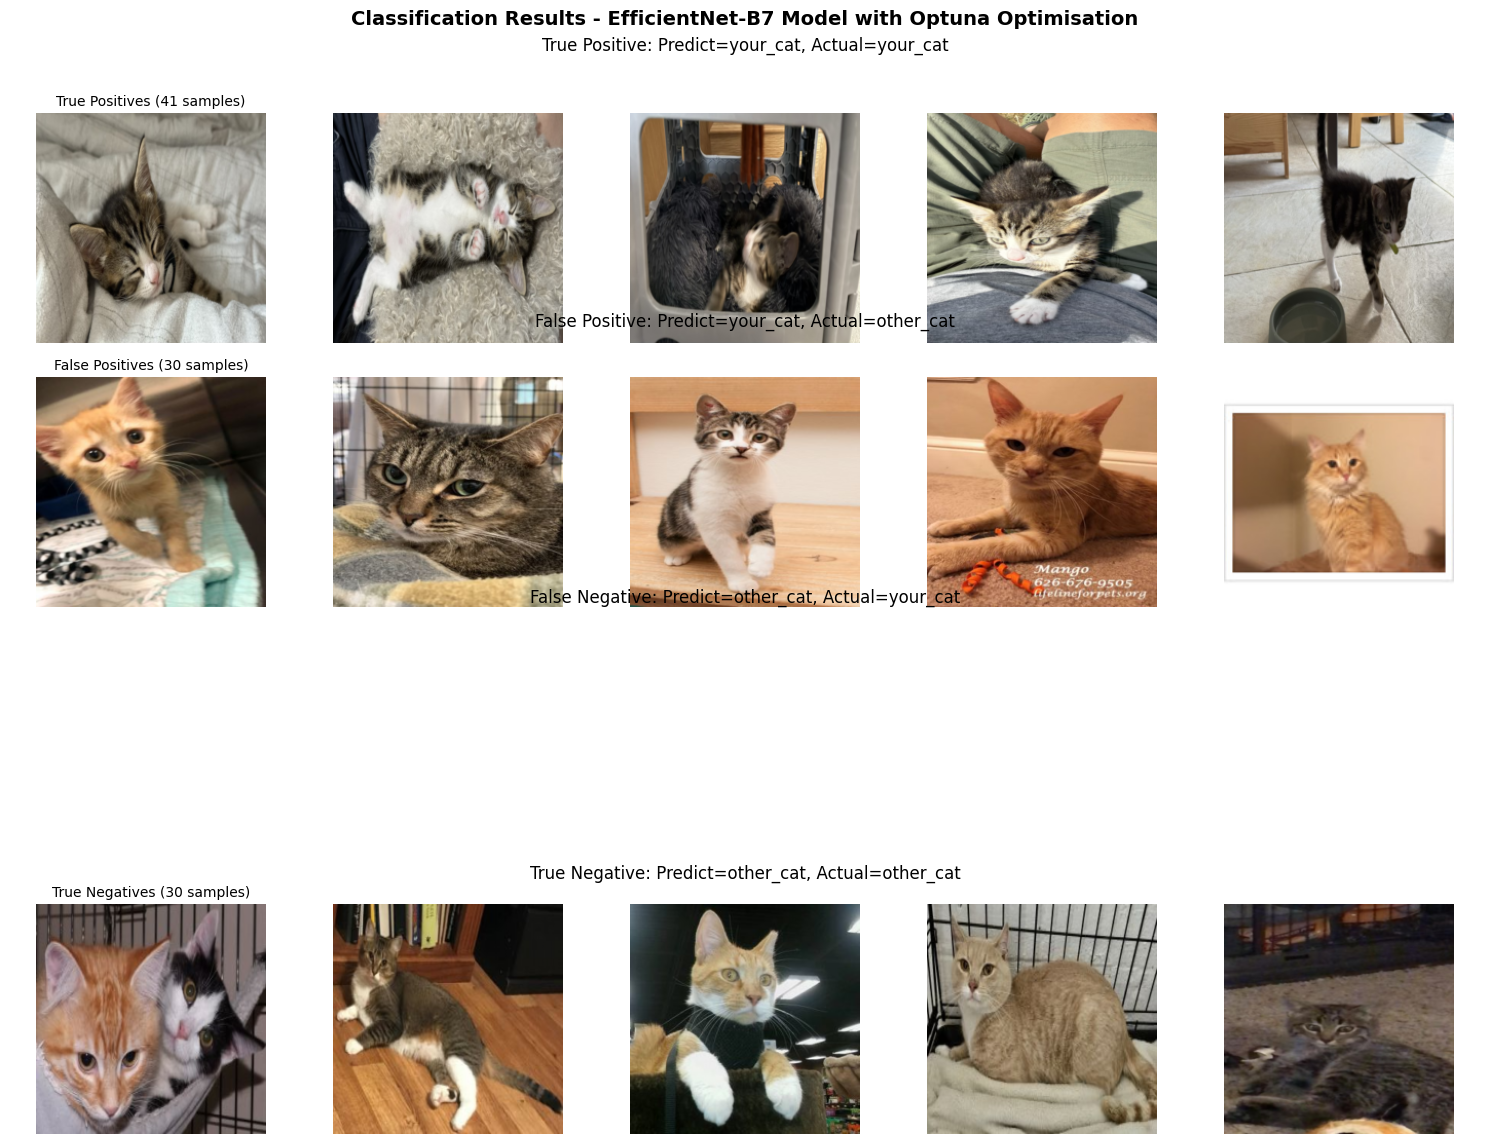 Classification Results - EfficientNet-B7 Model with Optuna Optimisation
True Positive: Predict=your_cat, Actual=your_cat
True Positives (41 samples)
False Positive: Predict=your_cat, Actual=other_cat
False Positives (30 samples)
Mango
626-676-9505
lifelineforpets.org
False Negative: Predict=other_cat, Actual=your_cat
True Negative: Predict=other_cat, Actual=other_cat
True Negatives (30 samples)